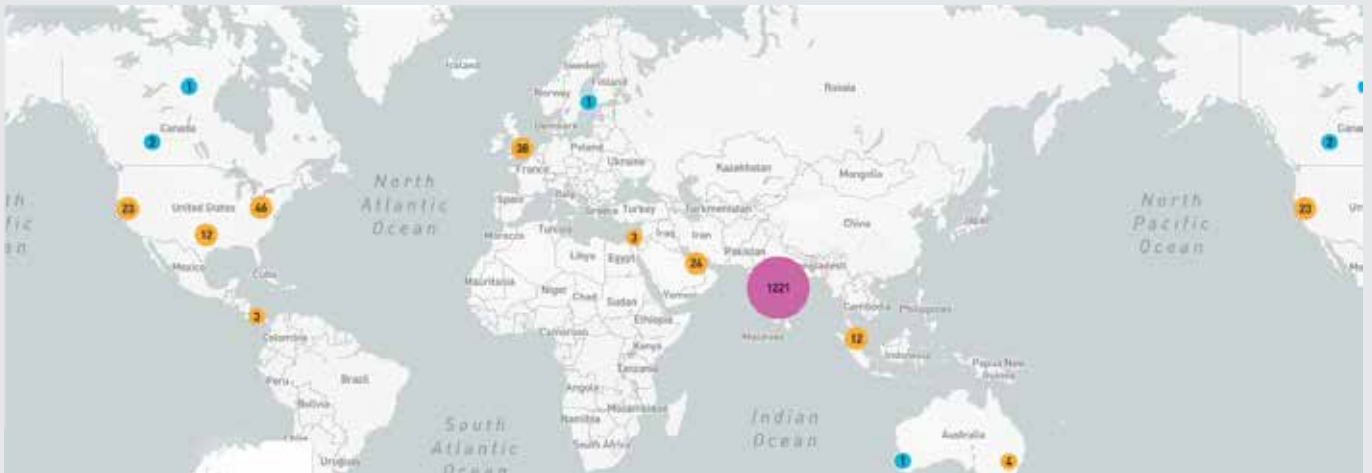 Iceland
Sweden
Finland
Norway
Russia
1
1
Canada
2
Denmark
38
Poland
Ukraine
France
Kazakhstan
Mongolia
2
North
Atlantic
Ocean
North
Pacific
Ocean
23
United States
46
12
Spain
Italy
Greece
Turkey
Turkmenistan
China
Japan
23
Morocco
Tunisia
3
Iraq
Iran
Pakistan
Mexico
Cuba
Libya
Egypt
26
1221
Mauritania
Niger
Chad
Sudan
Yemen
Cambodia
Philippines
3
Colombia
Cameroon
Ethiopia
Kenya
Maldives
12
Indonesia
Papua New
Guinea
Peru
Brazil
Tanzania
Angola
Bolivia
Namibia
Mozambique
South Africa
Chile
Uruguay
South
Atlantic
Ocean
Indian
Ocean
Australia
1
4